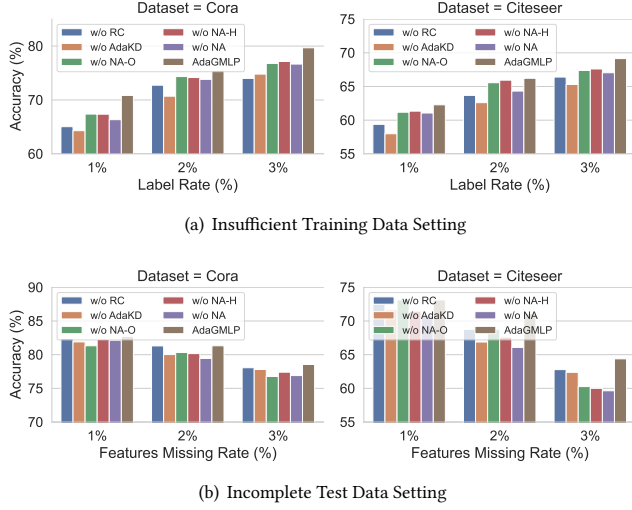 Dataset = Cora
Dataset = Citeseer
80
70
60
Accuracy (%)
w/o RC
w/o AdaKD
w/o NA-O
w/o NA-H
w/o NA
AdaGMLP
1%
2%
3%
Label Rate (%)
75
70
65
60
55
w/o RC
w/o AdaKD
w/o NA-O
w/o NA-H
w/o NA
AdaGMLP
1%
2%
3%
Label Rate (%)
(a) Insufficient Training Data Setting
Dataset = Cora
Dataset = Citeseer
90
85
80
75
70
Accuracy (%)
w/o RC
w/o AdaKD
w/o NA-O
w/o NA-H
w/o NA
AdaGMLP
1%
2%
3%
Features Missing Rate (%)
75
70
65
60
55
w/o RC
w/o AdaKD
w/o NA-O
w/o NA-H
w/o NA
AdaGMLP
1%
2%
3%
Features Missing Rate (%)
(b) Incomplete Test Data Setting